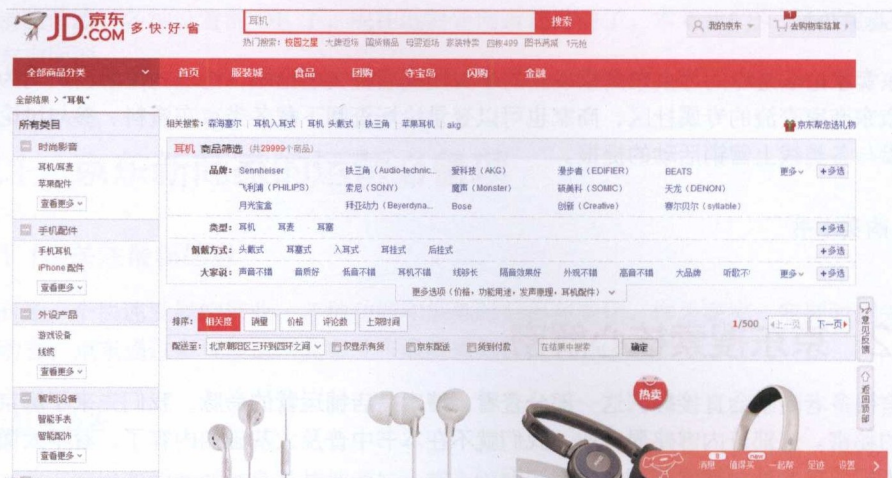 京东
JD.COM 多·快·好·省
耳机 搜索
热门搜索： 校园之星 大牌返场 国货精品 母婴返场 家装特卖 四核499 图书满减 1元抢
我的京东 去购物车结算
全部商品分类 首页 服装城 食品 团购 夺宝岛 闪购 金融
全部结果 > "耳机"
所有类目
时尚影音
耳机/耳麦
苹果配件
查看更多
手机配件
手机耳机
iPhone 配件
查看更多
外设产品
游戏设备
线缆
查看更多
智能设备
智能手表
智能配饰
查看更多
相关搜索： 森海塞尔 | 耳机入耳式 | 耳机 头戴式 | 铁三角 | 苹果耳机 | akg
京东帮您选礼物
耳机 商品筛选 (共29999个商品)
品牌： Sennheiser 铁三角（Audio-technic... 爱科技（AKG） 漫步者（EDIFIER） BEATS 更多 +多选
飞利浦（PHILIPS） 索尼（SONY） 魔声（Monster） 硕美科（SOMIC） 天龙（DENON）
月光宝盒 拜亚动力（Beyerdyna... Bose 创新（Creative） 赛尔贝尔（syllable）
类型： 耳机 耳麦 耳塞 +多选
佩戴方式： 头戴式 耳塞式 入耳式 耳挂式 后挂式 +多选
大家说： 声音不错 音质好 低音不错 耳机不错 线够长 隔音效果好 外观不错 高音不错 大品牌 听歌不 更多 +多选
更多选项（价格，功能用途，发声原理，耳机配件）
排序： 相关度 销量 价格 评论数 上架时间 1/500 上一页 下一页
配送至： 北京朝阳区三环到四环之间 仅显示有货 京东配送 货到付款 在结果中搜索 确定
意见反馈
返回顶部
热卖
消息 值得买 new 一起帮 足迹 设置